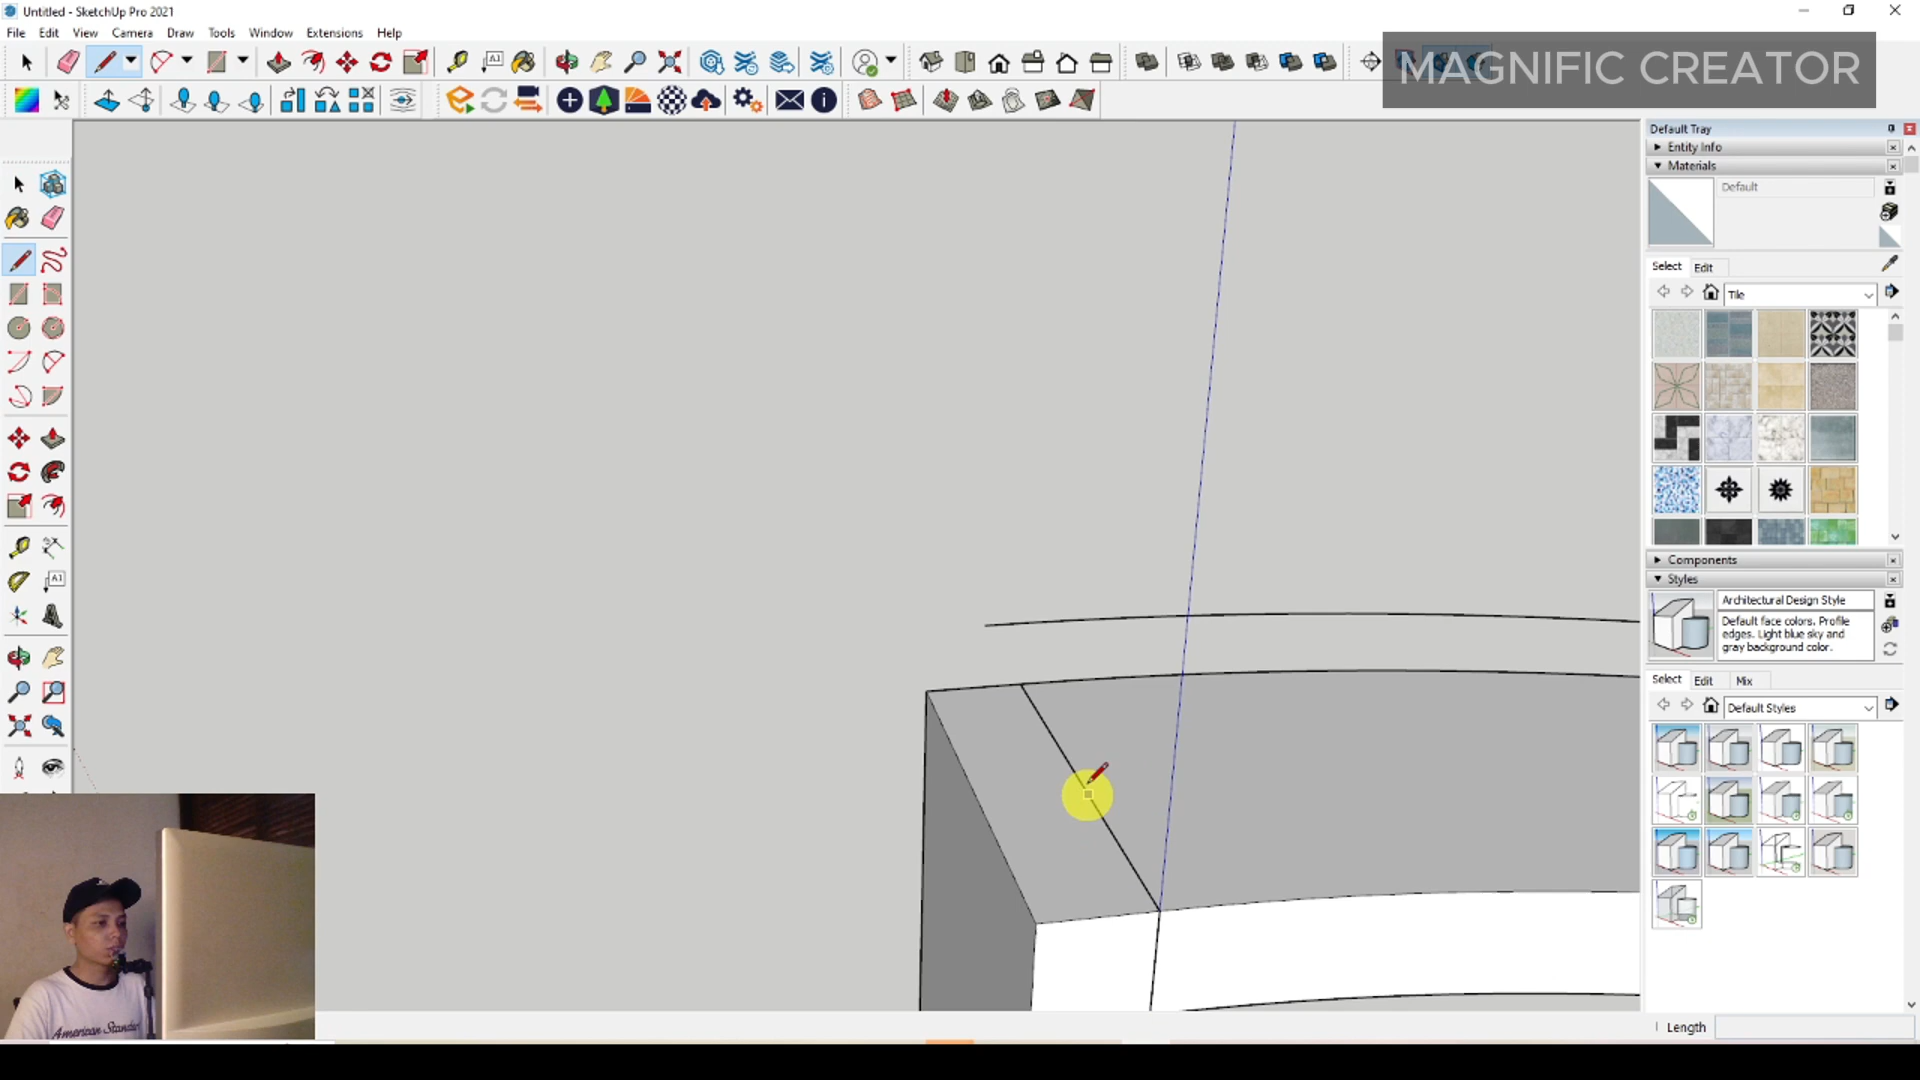 Untitled - SketchUp Pro 2021
File Edit View Camera Draw Tools Window Extensions Help
MAGNIFIC CREATOR
Default Tray
Entity Info
Materials
Default
Select Edit
Tile
Components
Styles
Architectural Design Style
Default face colors. Profile
edges. Light blue sky and
gray background color.
Select Edit Mix
Default Styles
American Standa
Length